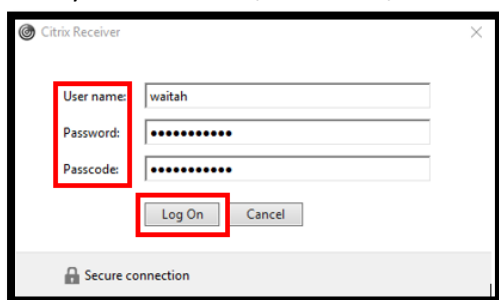 Citrix Receiver
User name: waitah
Password: •••••••••••
Passcode: •••••••••••
Log On Cancel
Secure connection